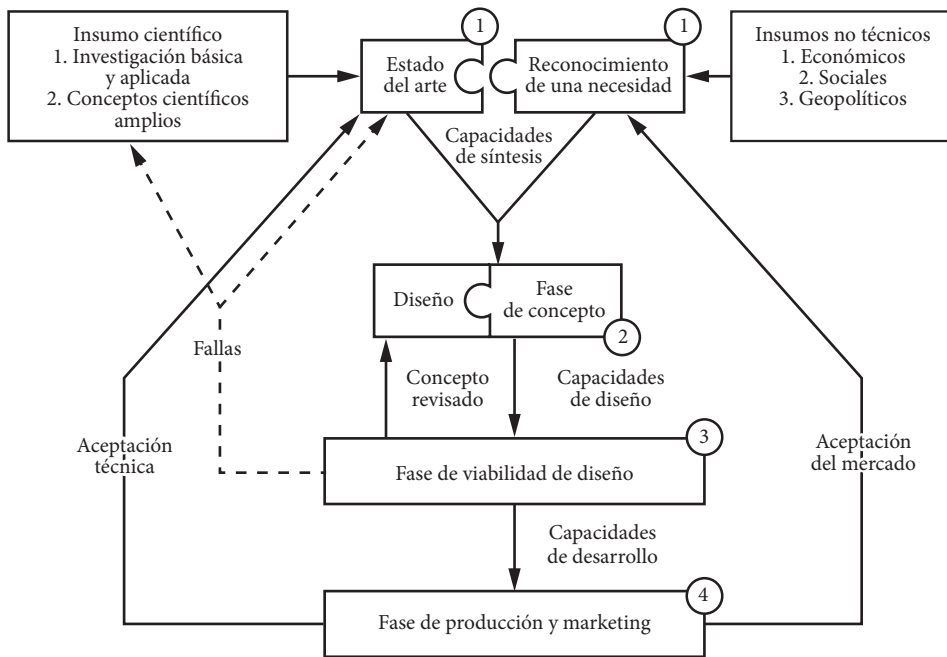 Insumo científico
1. Investigación básica
y aplicada
2. Conceptos científicos
amplios
1
Estado
del arte
1
Reconocimiento
de una necesidad
Insumos no técnicos
1. Económicos
2. Sociales
3. Geopolíticos
Capacidades
de síntesis
Diseño
Fase
de concepto
2
Fallas
Concepto
revisado
Capacidades
de diseño
Aceptación
técnica
Fase de viabilidad de diseño
3
Aceptación
del mercado
Capacidades
de desarrollo
Fase de producción y marketing
4